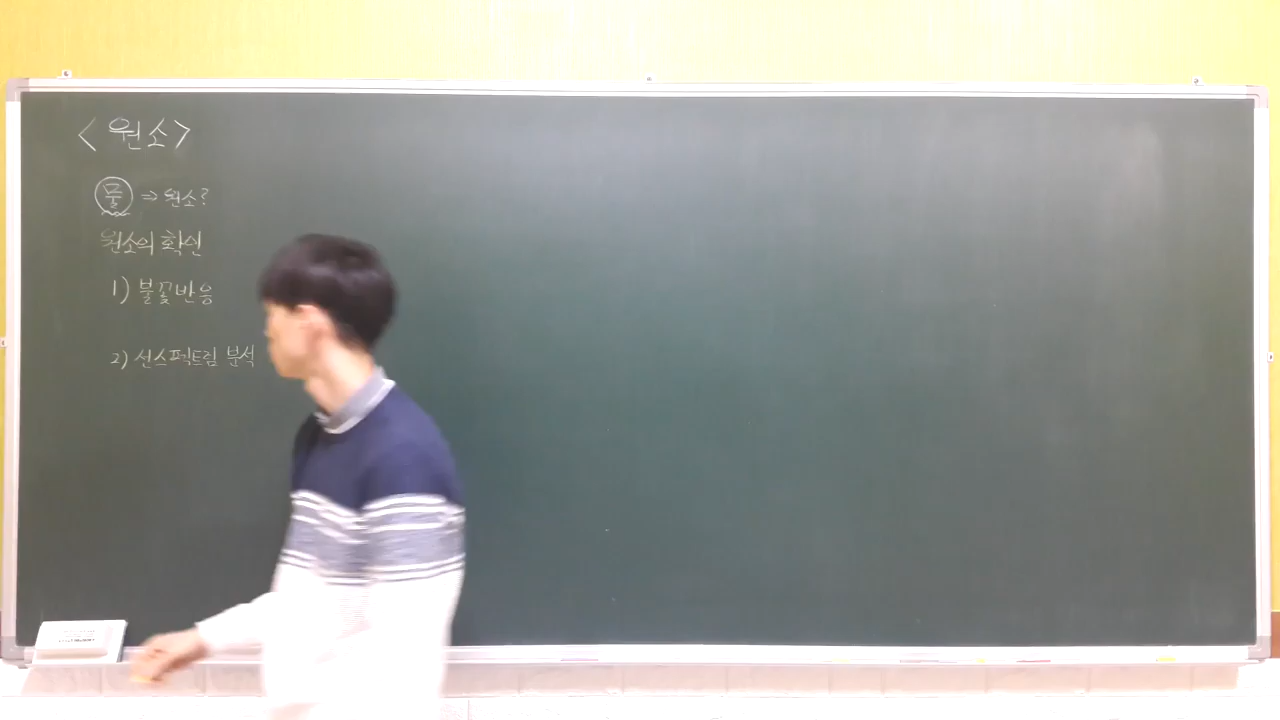 <원소>
물 ⇒ 원소?
원소의 확인
1) 불꽃반응
2) 선스펙트럼 분석